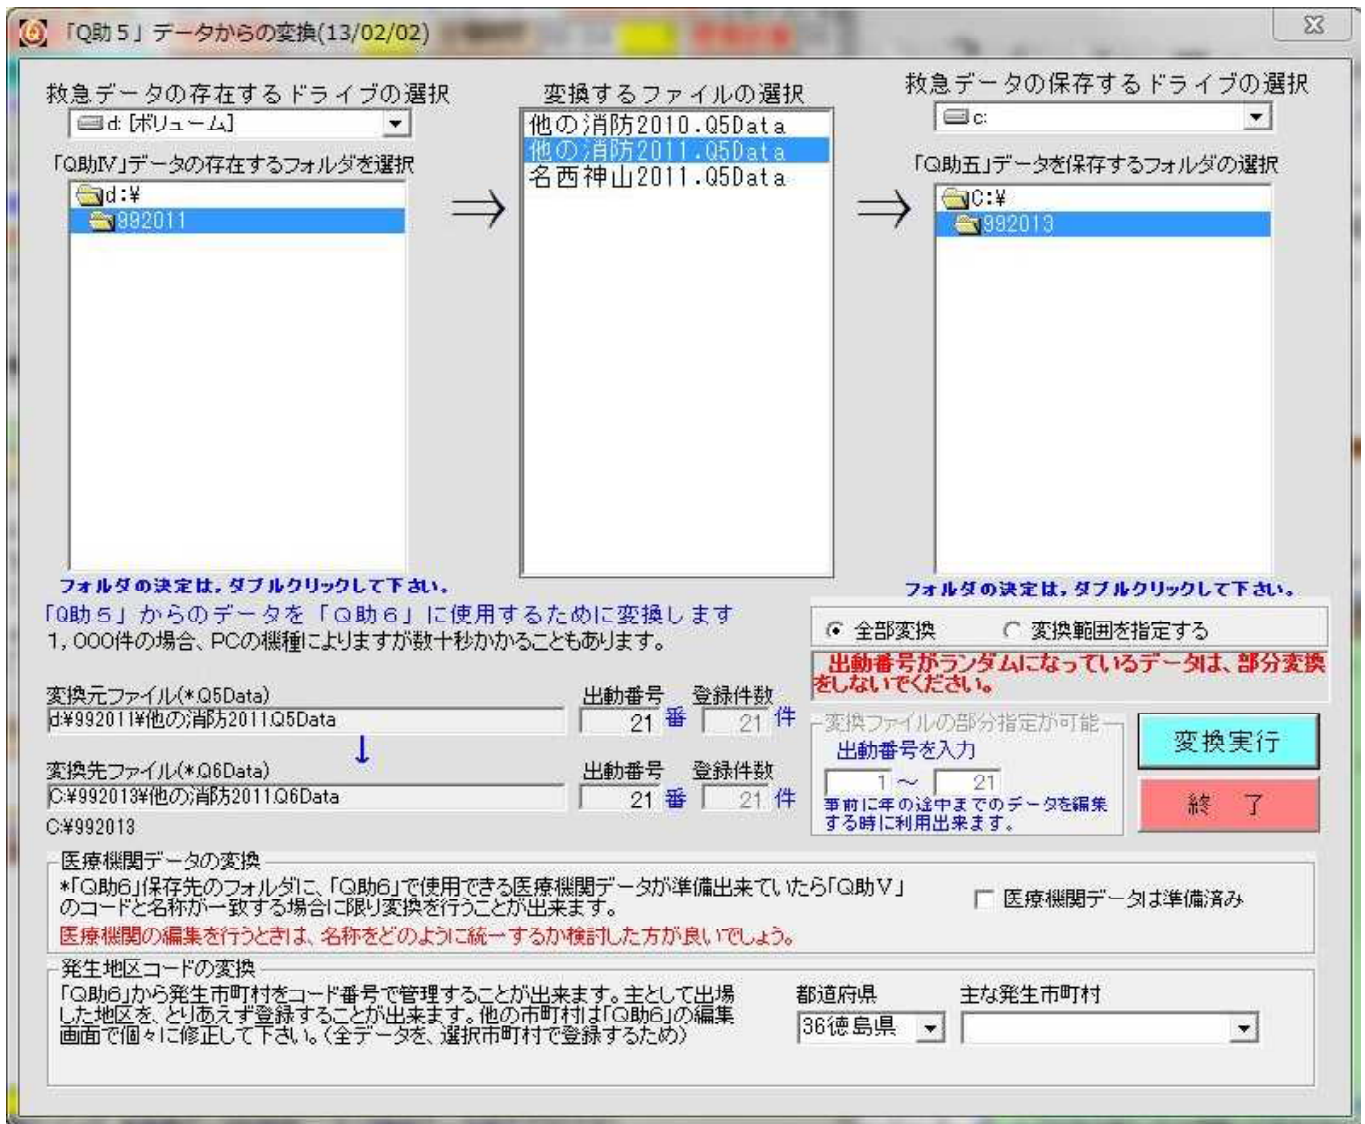 「Q助５」データからの変換(13/02/02)
救急データの存在するドライブの選択
d: [ボリューム]
「Q助Ⅳ」データの存在するフォルダを選択
d:¥
992011
フォルダの決定は，ダブルクリックして下さい。
⇒
変換するファイルの選択
他の消防2010.Q5Data
他の消防2011.Q5Data
名西神山2011.Q5Data
⇒
救急データの保存するドライブの選択
c:
「Q助五」データを保存するフォルダの選択
C:¥
992013
フォルダの決定は，ダブルクリックして下さい。
「Q助５」からのデータを「Ｑ助６」に使用するために変換します
1,000件の場合、PCの機種によりますが数十秒かかることもあります。
全部変換
変換範囲を指定する
出動番号がランダムになっているデータは、部分変換
をしないでください。
変換元ファイル(*.Q5Data)
出動番号
登録件数
d:¥992011¥他の消防2011.Q5Data
21 番
21 件
↓
変換先ファイル(*.Q6Data)
出動番号
登録件数
C:¥992013¥他の消防2011.Q6Data
21 番
21 件
C:¥992013
変換ファイルの部分指定が可能
出動番号を入力
1 ～ 21
事前に年の途中までのデータを編集
する時に利用出来ます。
変換実行
終　了
医療機関データの変換
*「Q助6」保存先のフォルダに、「Q助6」で使用できる医療機関データが準備出来ていたら「Q助Ⅴ」
のコードと名称が一致する場合に限り変換を行うことが出来ます。
医療機関の編集を行うときは、名称をどのように統一するか検討した方が良いでしょう。
医療機関データは準備済み
発生地区コードの変換
「Q助6」から発生市町村をコード番号で管理することが出来ます。主として出場
した地区を、とりあえず登録することが出来ます。他の市町村は「Q助6」の編集
画面で個々に修正して下さい。（全データを、選択市町村で登録するため）
都道府県
主な発生市町村
36徳島県